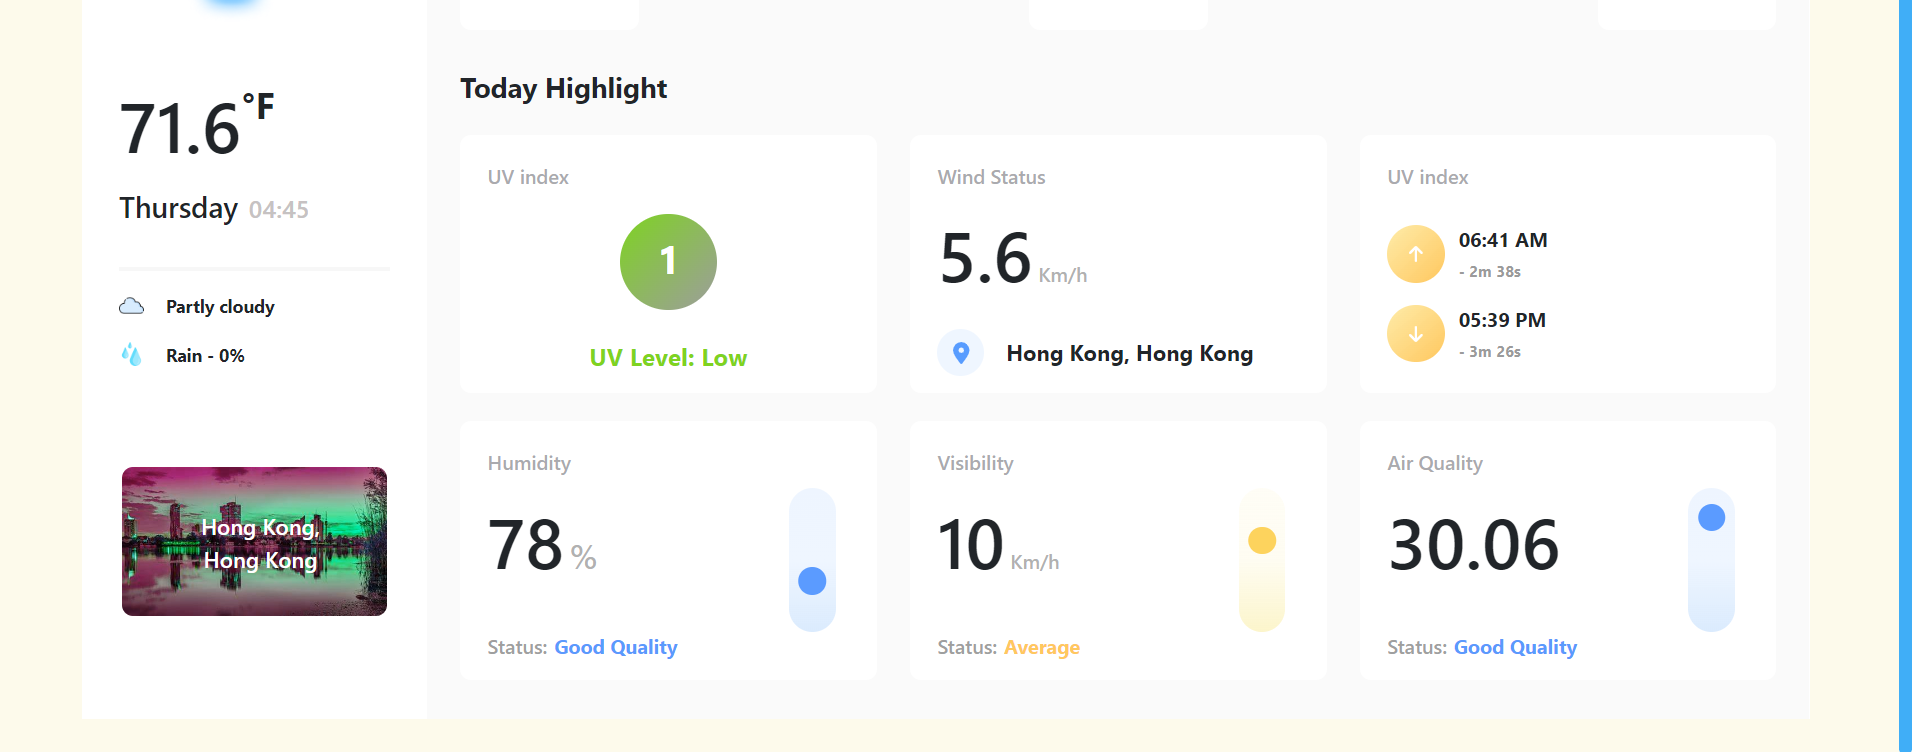 71.6°F
Thursday 04:45
Partly cloudy
Rain - 0%
Hong Kong,
Hong Kong
Today Highlight
UV index
1
UV Level: Low
Wind Status
5.6 Km/h
Hong Kong, Hong Kong
UV index
06:41 AM
- 2m 38s
05:39 PM
- 3m 26s
Humidity
78 %
Status: Good Quality
Visibility
10 Km/h
Status: Average
Air Quality
30.06
Status: Good Quality